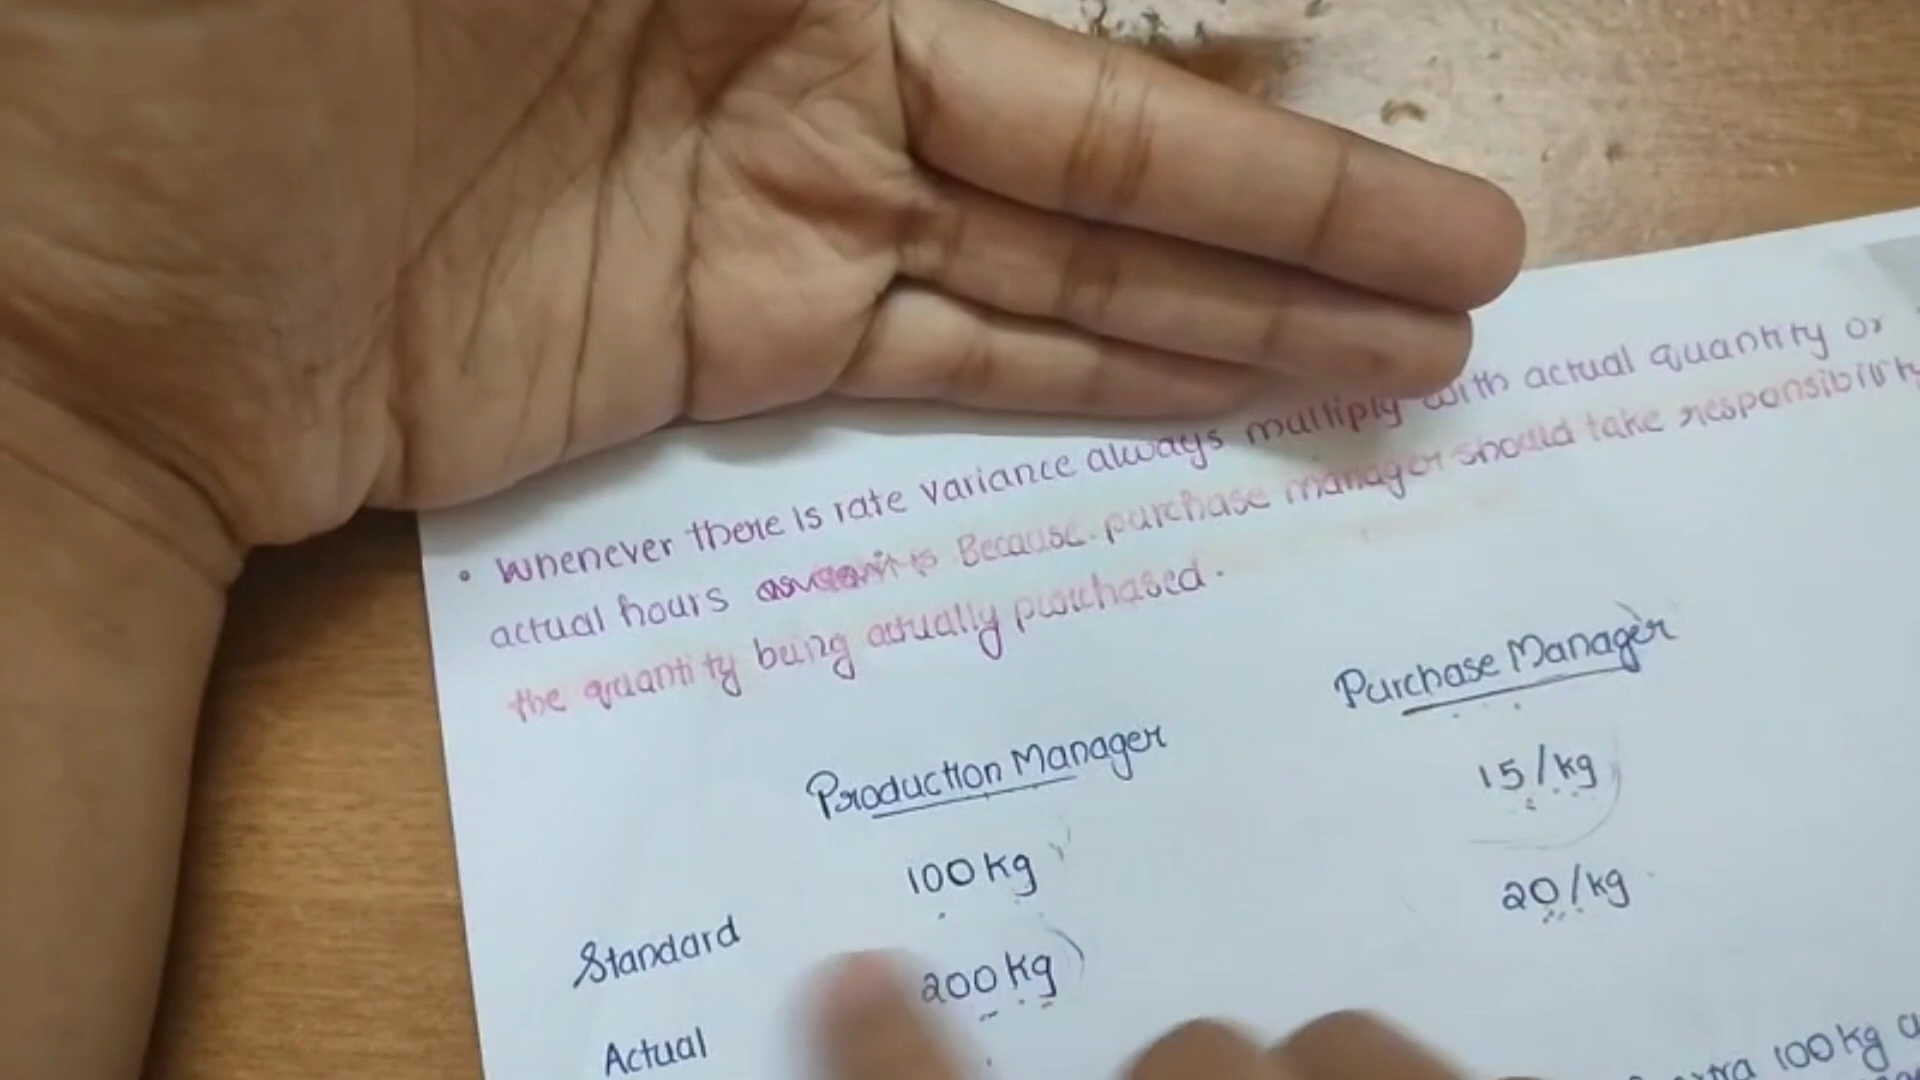 • Whenever there is rate variance always multiply with actual quantity or
actual hours Because purchase manager should take responsibility
the quantity being actually purchased.
Production Manager Purchase Manager
Standard 100 kg 15/kg
Actual 200 kg 20/kg
100 kg